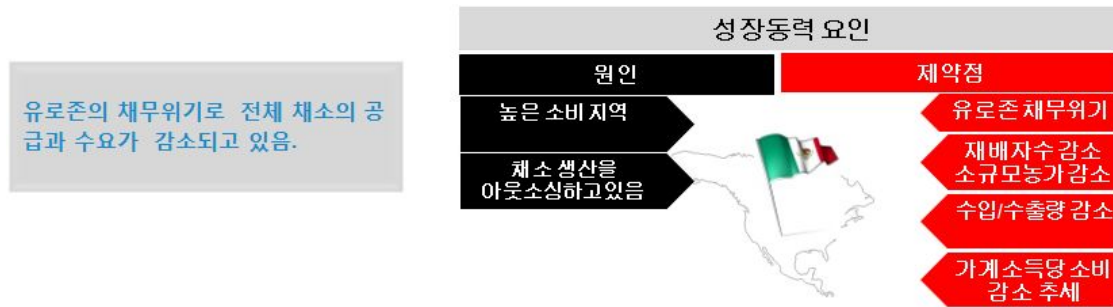 유로존의 채무위기로 전체 채소의 공
급과 수요가 감소되고 있음.
성장동력 요인
원인
제약점
높은 소비 지역
채소 생산을
아웃소싱하고있음
유로존 채무위기
재배자수 감소
소규모농가 감소
수입/수출량 감소
가계소득당 소비
감소 추세